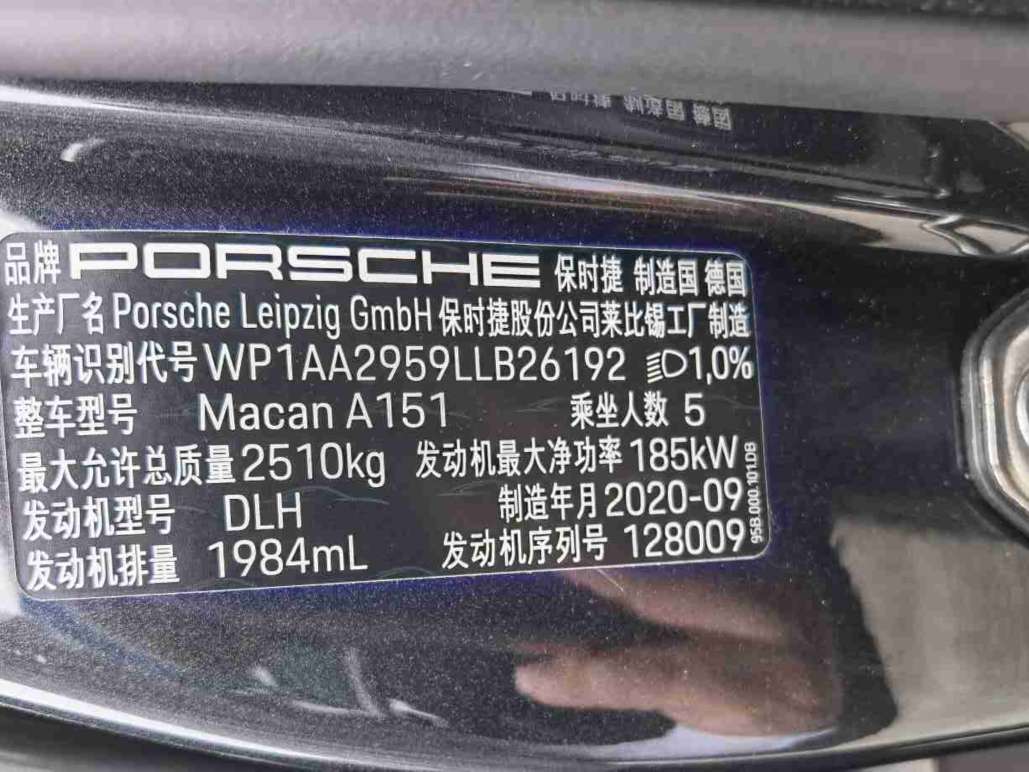 品牌 PORSCHE 保时捷 制造国 德国
生产厂名 Porsche Leipzig GmbH 保时捷股份公司莱比锡工厂制造
车辆识别代号 WP1AA2959LLB26192 1,0%
整车型号 Macan A151 乘坐人数 5
最大允许总质量 2510kg 发动机最大净功率 185kW
发动机型号 DLH 制造年月 2020-09
发动机排量 1984mL 发动机序列号 128009
95B.000.101.DB